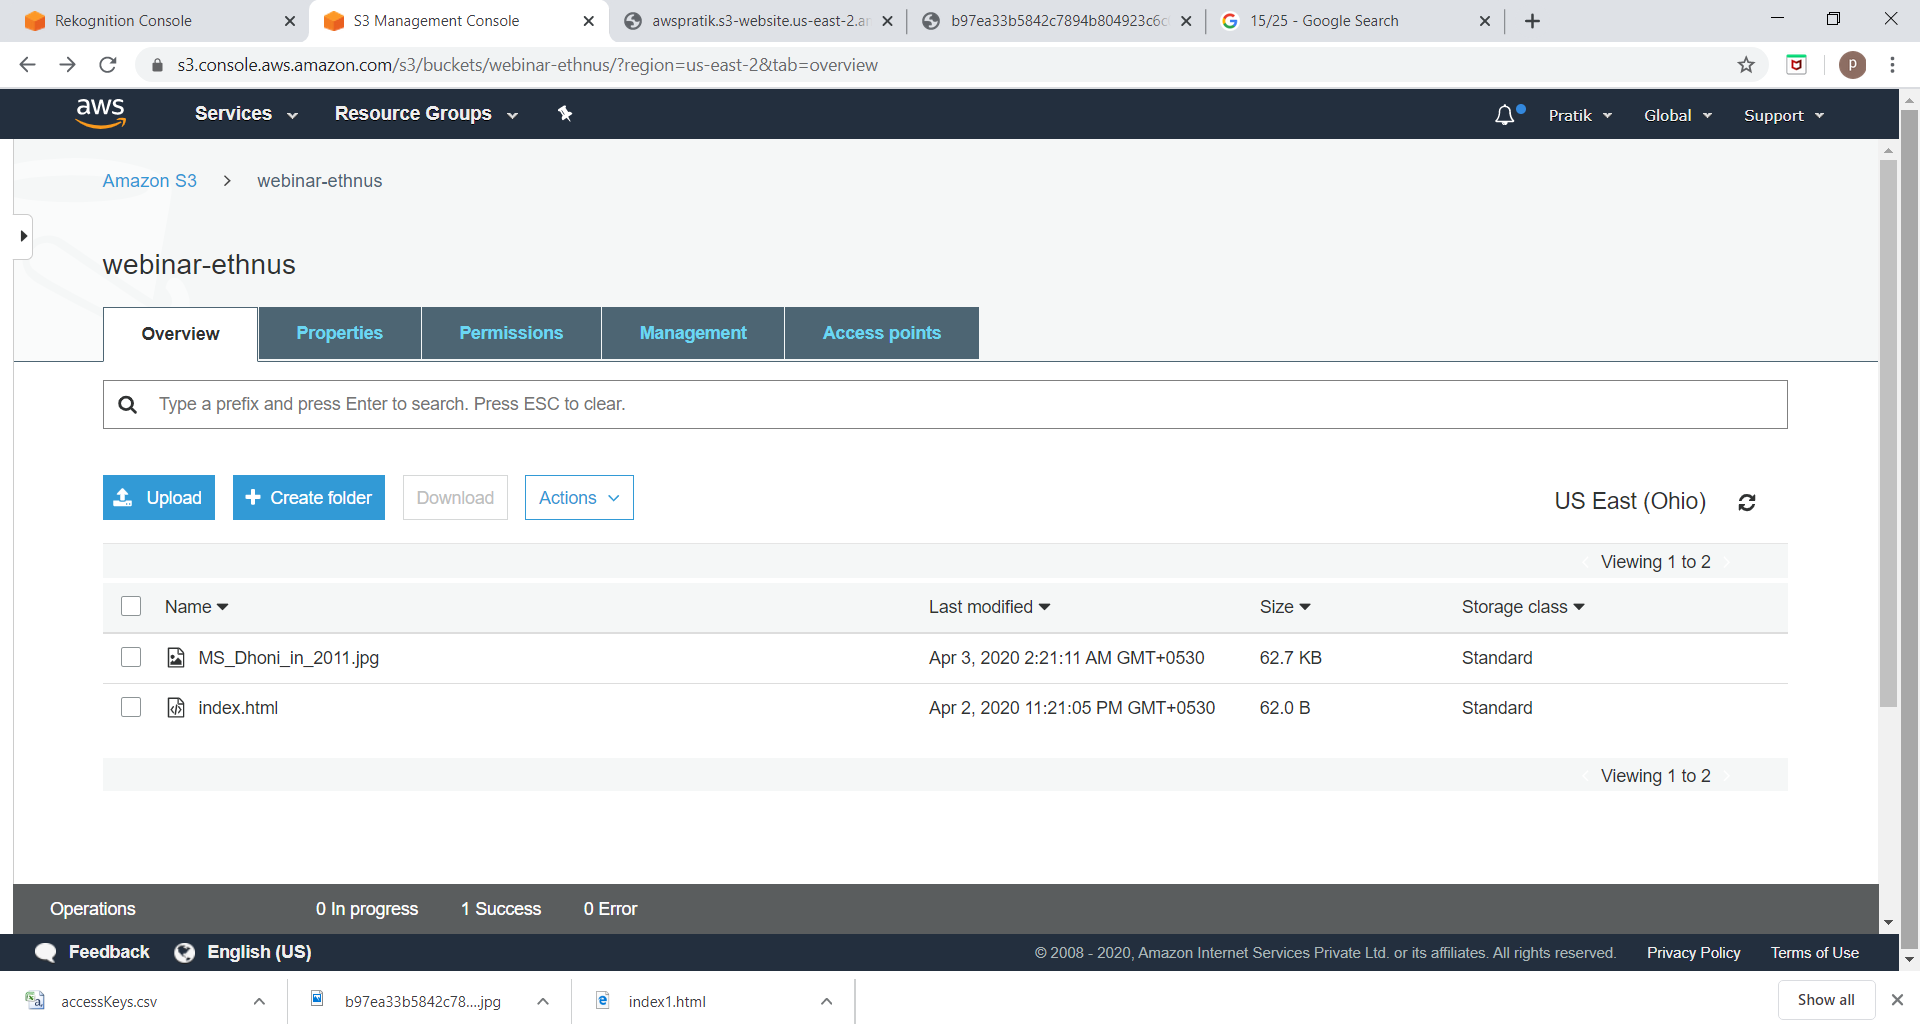 Rekognition Console
S3 Management Console
awspratik.s3-website.us-east-2.am
b97ea33b5842c7894b804923c6c
15/25 - Google Search
s3.console.aws.amazon.com/s3/buckets/webinar-ethnus/?region=us-east-2&tab=overview
P
aws
Services
Resource Groups
Pratik
Global
Support
Amazon S3
webinar-ethnus
webinar-ethnus
Overview
Properties
Permissions
Management
Access points
Type a prefix and press Enter to search. Press ESC to clear.
Upload
Create folder
Download
Actions
US East (Ohio)
Viewing 1 to 2
Name
Last modified
Size
Storage class
MS_Dhoni_in_2011.jpg
Apr 3, 2020 2:21:11 AM GMT+0530
62.7 KB
Standard
index.html
Apr 2, 2020 11:21:05 PM GMT+0530
62.0 B
Standard
Viewing 1 to 2
Operations
0 In progress
1 Success
0 Error
Feedback
English (US)
© 2008 - 2020, Amazon Internet Services Private Ltd. or its affiliates. All rights reserved.
Privacy Policy
Terms of Use
accessKeys.csv
b97ea33b5842c78....jpg
index1.html
Show all